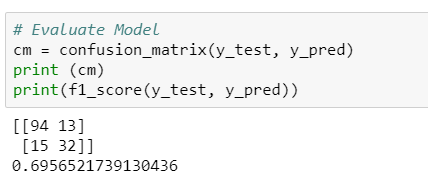 # Evaluate Model
cm = confusion_matrix(y_test, y_pred)
print (cm)
print(f1_score(y_test, y_pred))
[[94 13]
 [15 32]]
0.6956521739130436